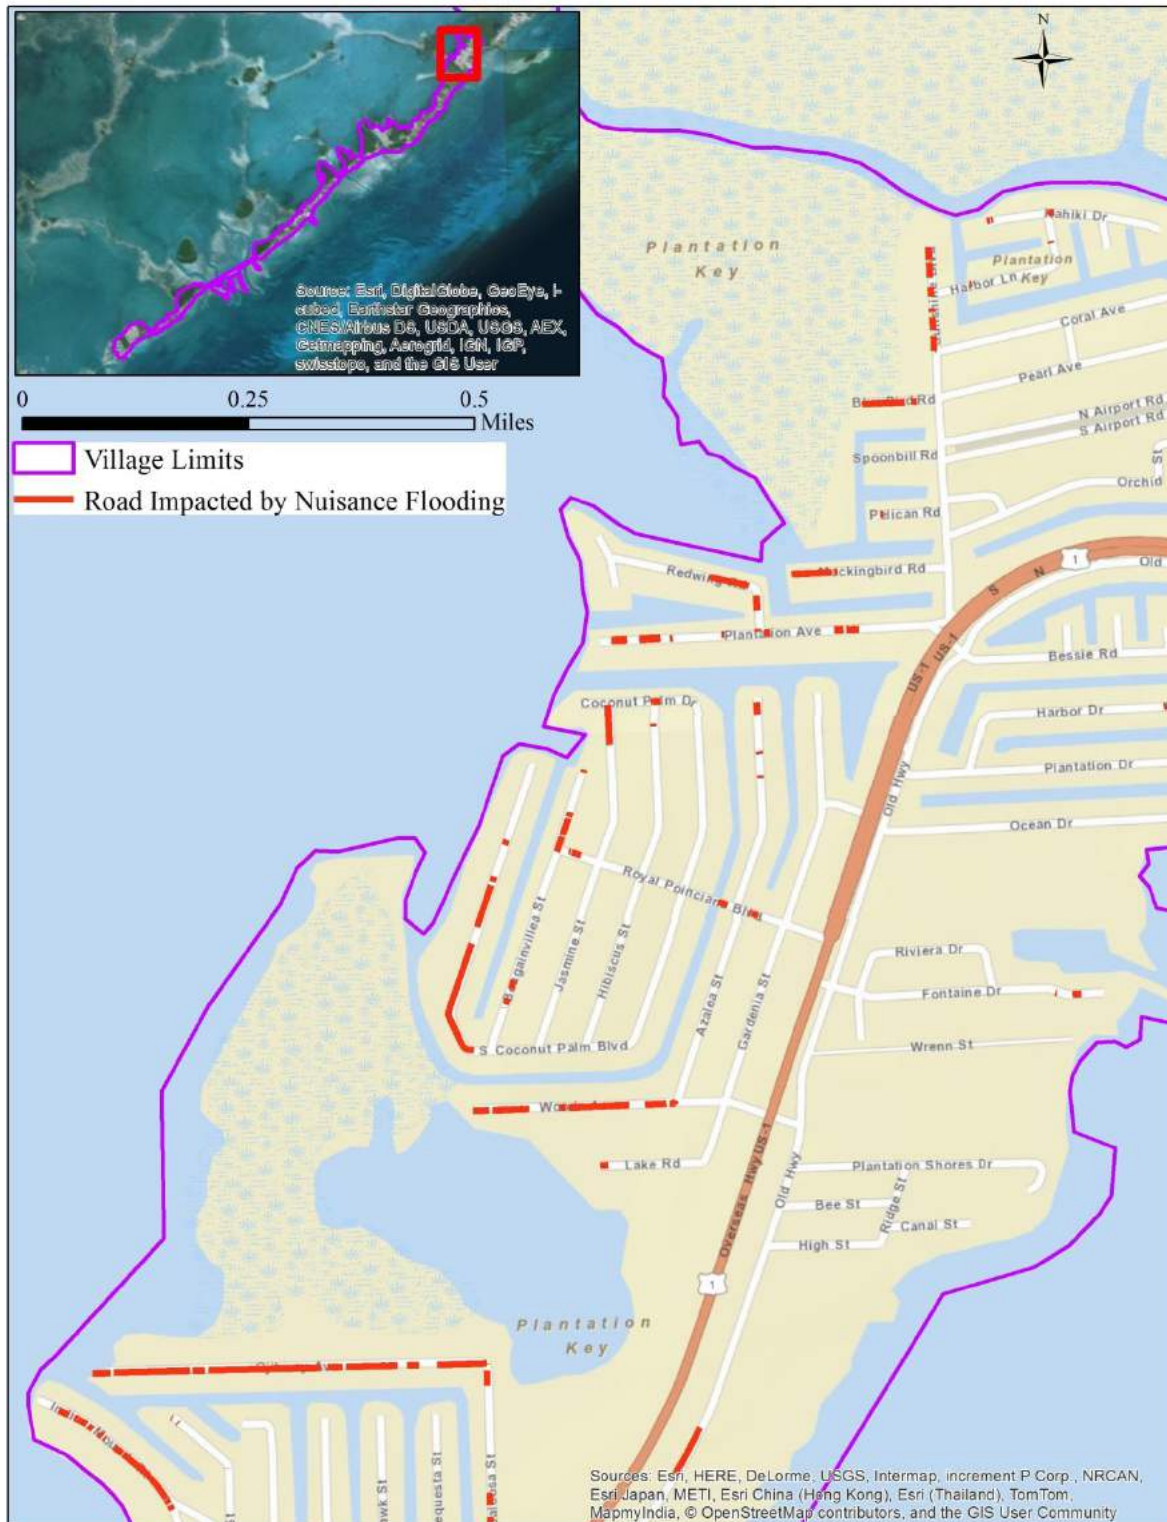 N
Source: Esri, DigitalGlobe, GeoEye, i-
cubed, Earthstar Geographics,
CNES/Airbus DS, USDA, USGS, AEX,
Getmapping, Aerogrid, IGN, IGP,
swisstopo, and the GIS User
0
0.25
0.5
Miles
Village Limits
Road Impacted by Nuisance Flooding
Plantation
Key
Kahiki Dr
Plantation
Key
Harbor Ln
Coral Ave
Pearl Ave
Rd
N Airport Rd
S Airport Rd
Spoonbill Rd
St
Orchid
Pelican Rd
Redwing
Mockingbird Rd
S
N
1
Old
Plantation Ave
US-1
US-1
Bessie Rd
Coconut Palm Dr
Harbor Dr
Plantation Dr
Old Hwy
Ocean Dr
Royal Poinciana Blvd
Bougainvillea St
Jasmine St
Hibiscus St
Azalea St
Gardenia St
Riviera Dr
Fontaine Dr
S Coconut Palm Blvd
Wrenn St
Lake Rd
Overseas Hwy US-1
Old Hwy
Plantation Shores Dr
Bee St
Ridge St
Canal St
High St
1
Plantation
Key
St
Sources: Esri, HERE, DeLorme, USGS, Intermap, increment P Corp., NRCAN,
Esri Japan, METI, Esri China (Hong Kong), Esri (Thailand), TomTom,
MapmyIndia, © OpenStreetMap contributors, and the GIS User Community